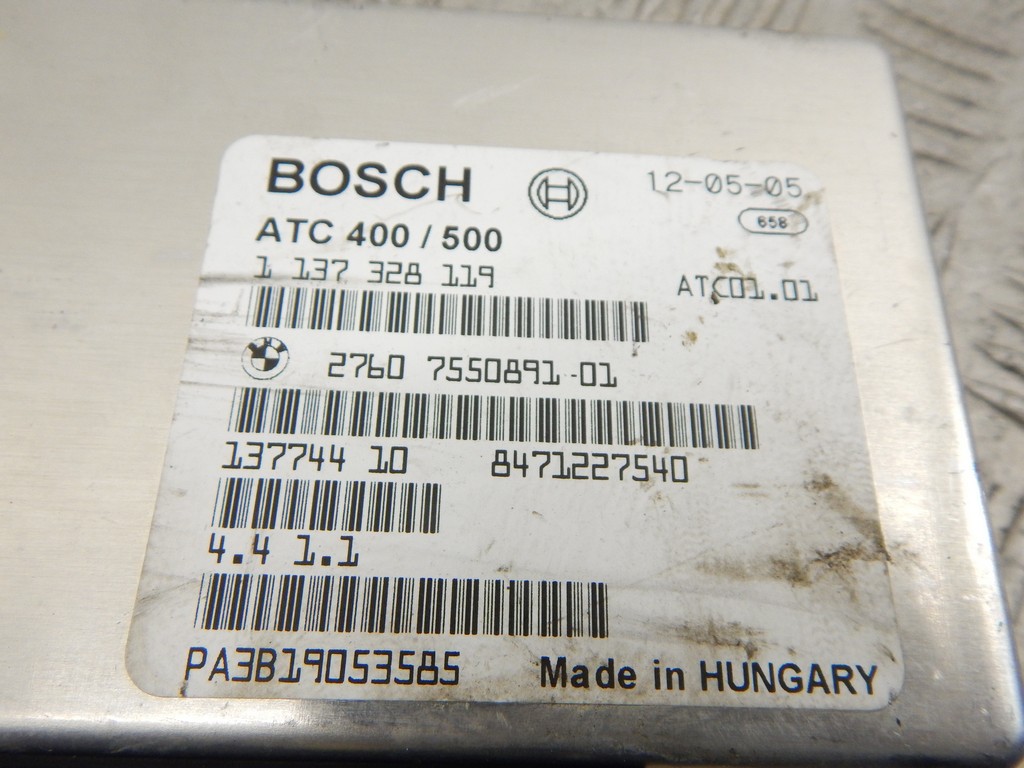 BOSCH 12-05-05
658
ATC 400 / 500
1 137 328 119 ATC01.01
2760 7550891-01
137744 10 8471227540
4.4 1.1
PA3B19053585 Made in HUNGARY